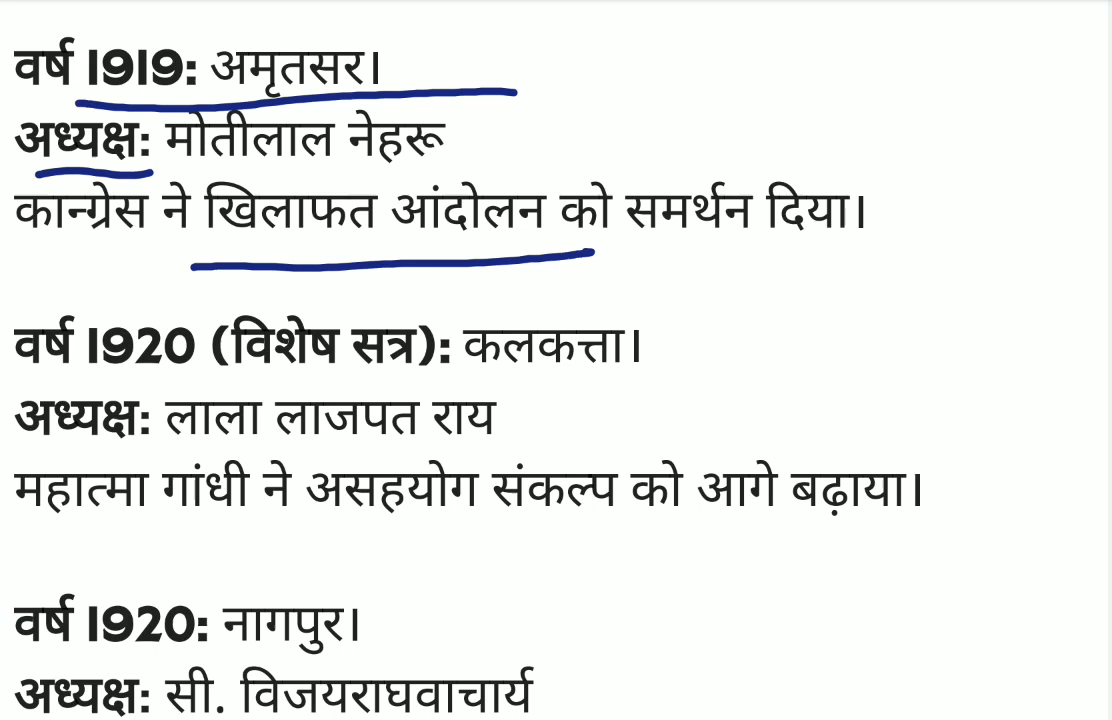 वर्ष 1919: अमृतसर।
अध्यक्ष: मोतीलाल नेहरू
कान्ग्रेस ने खिलाफत आंदोलन को समर्थन दिया।
वर्ष 1920 (विशेष सत्र): कलकत्ता।
अध्यक्ष: लाला लाजपत राय
महात्मा गांधी ने असहयोग संकल्प को आगे बढ़ाया।
वर्ष 1920: नागपुर।
अध्यक्ष: सी. विजयराघवाचार्य